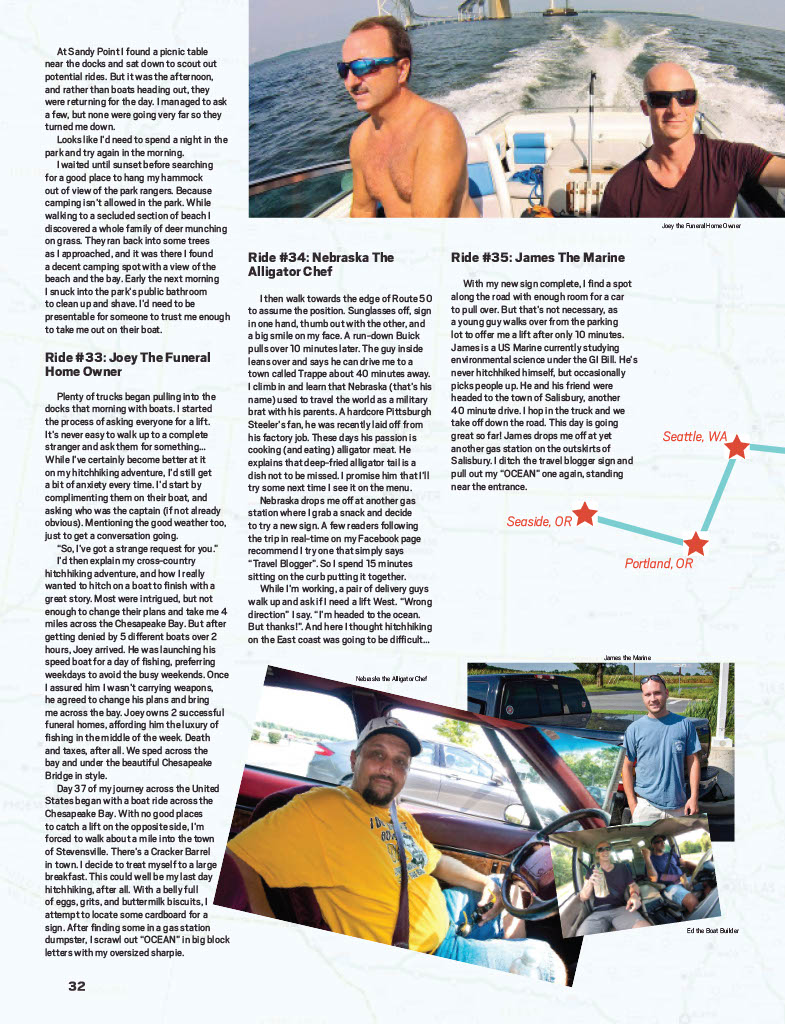 At Sandy Point I found a picnic table
near the docks and sat down to scout out
potential rides. But it was the afternoon,
and rather than boats heading out, they
were returning for the day. I managed to ask
a few, but none were going very far so they
turned me down.
Looks like I'd need to spend a night in the
park and try again in the morning.
I waited until sunset before searching
for a good place to hang my hammock
out of view of the park rangers. Because
camping isn't allowed in the park. While
walking to a secluded section of beach I
discovered a whole family of deer munching
on grass. They ran back into some trees
as I approached, and it was there I found
a decent camping spot with a view of the
beach and the bay. Early the next morning
I snuck into the park's public bathroom
to clean up and shave. I'd need to be
presentable for someone to trust me enough
to take me out on their boat.
Ride #33: Joey The Funeral
Home Owner
Plenty of trucks began pulling into the
docks that morning with boats. I started
the process of asking everyone for a lift.
It's never easy to walk up to a complete
stranger and ask them for something...
While I've certainly become better at it
on my hitchhiking adventure, I'd still get
a bit of anxiety every time. I'd start by
complimenting them on their boat, and
asking who was the captain (if not already
obvious). Mentioning the good weather too,
just to get a conversation going.
"So, I've got a strange request for you."
I'd then explain my cross-country
hitchhiking adventure, and how I really
wanted to hitch on a boat to finish with a
great story. Most were intrigued, but not
enough to change their plans and take me 4
miles across the Chesapeake Bay. But after
getting denied by 5 different boats over 2
hours, Joey arrived. He was launching his
speed boat for a day of fishing, preferring
weekdays to avoid the busy weekends. Once
I assured him I wasn't carrying weapons,
he agreed to change his plans and bring
me across the bay. Joey owns 2 successful
funeral homes, affording him the luxury of
fishing in the middle of the week. Death
and taxes, after all. We sped across the
bay and under the beautiful Chesapeake
Bridge in style.
Day 37 of my journey across the United
States began with a boat ride across the
Chesapeake Bay. With no good places
to catch a lift on the opposite side, I'm
forced to walk about a mile into the town
of Stevensville. There's a Cracker Barrel
in town. I decide to treat myself to a large
breakfast. This could well be my last day
hitchhiking, after all. With a belly full
of eggs, grits, and buttermilk biscuits, I
attempt to locate some cardboard for a
sign. After finding some in a gas station
dumpster, I scrawl out "OCEAN" in big block
letters with my oversized sharpie.
Joey the Funeral Home Owner
Ride #34: Nebraska The
Alligator Chef
I then walk towards the edge of Route 50
to assume the position. Sunglasses off, sign
in one hand, thumb out with the other, and
a big smile on my face. A run-down Buick
pulls over 10 minutes later. The guy inside
leans over and says he can drive me to a
town called Trappe about 40 minutes away.
I climb in and learn that Nebraska (that's his
name) used to travel the world as a military
brat with his parents. A hardcore Pittsburgh
Steeler's fan, he was recently laid off from
his factory job. These days his passion is
cooking (and eating) alligator meat. He
explains that deep-fried alligator tail is a
dish not to be missed. I promise him that I'll
try some next time I see it on the menu.
Nebraska drops me off at another gas
station where I grab a snack and decide
to try a new sign. A few readers following
the trip in real-time on my Facebook page
recommend I try one that simply says
"Travel Blogger". So I spend 15 minutes
sitting on the curb putting it together.
While I'm working, a pair of delivery guys
walk up and ask if I need a lift West. "Wrong
direction" I say. "I'm headed to the ocean.
But thanks!". And here I thought hitchhiking
on the East coast was going to be difficult...
Ride #35: James The Marine
With my new sign complete, I find a spot
along the road with enough room for a car
to pull over. But that's not necessary, as
a young guy walks over from the parking
lot to offer me a lift after only 10 minutes.
James is a US Marine currently studying
environmental science under the GI Bill. He's
never hitchhiked himself, but occasionally
picks people up. He and his friend were
headed to the town of Salisbury, another
40 minute drive. I hop in the truck and we
take off down the road. This day is going
great so far! James drops me off at yet
another gas station on the outskirts of
Salisbury. I ditch the travel blogger sign and
pull out my "OCEAN" one again, standing
near the entrance.
Seattle, WA
Seaside, OR
Portland, OR
James the Marine
Nebraska the Alligator Chef
Ed the Boat Builder
32